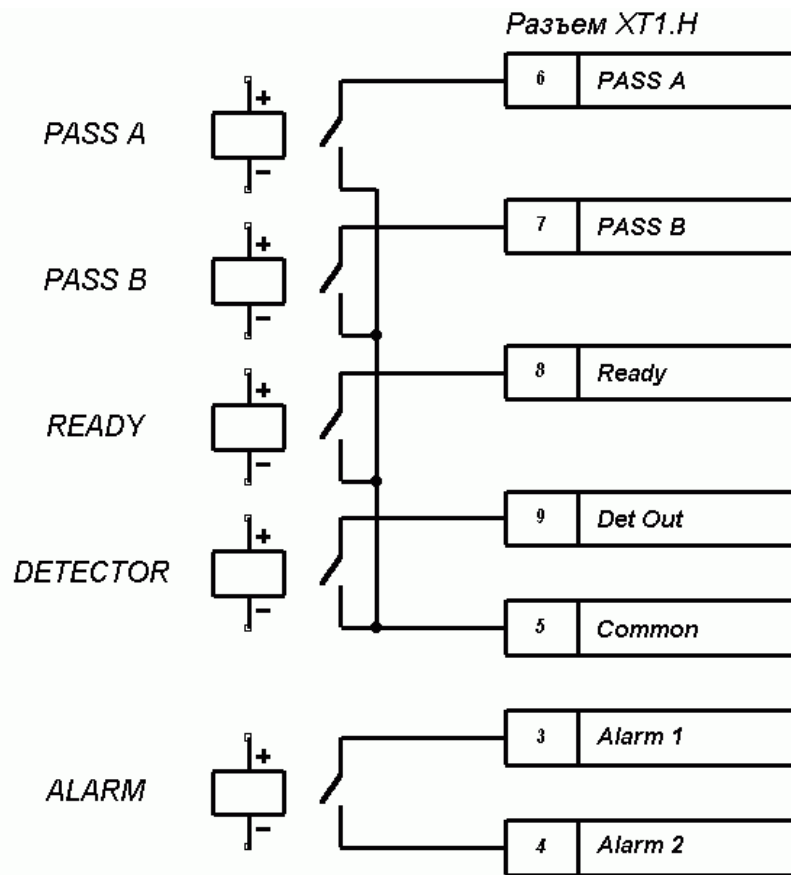 Разъем XT1.H
6 PASS A
PASS A
+
-
7 PASS B
PASS B
+
-
8 Ready
READY
+
-
9 Det Out
DETECTOR
+
-
5 Common
3 Alarm 1
ALARM
+
-
4 Alarm 2